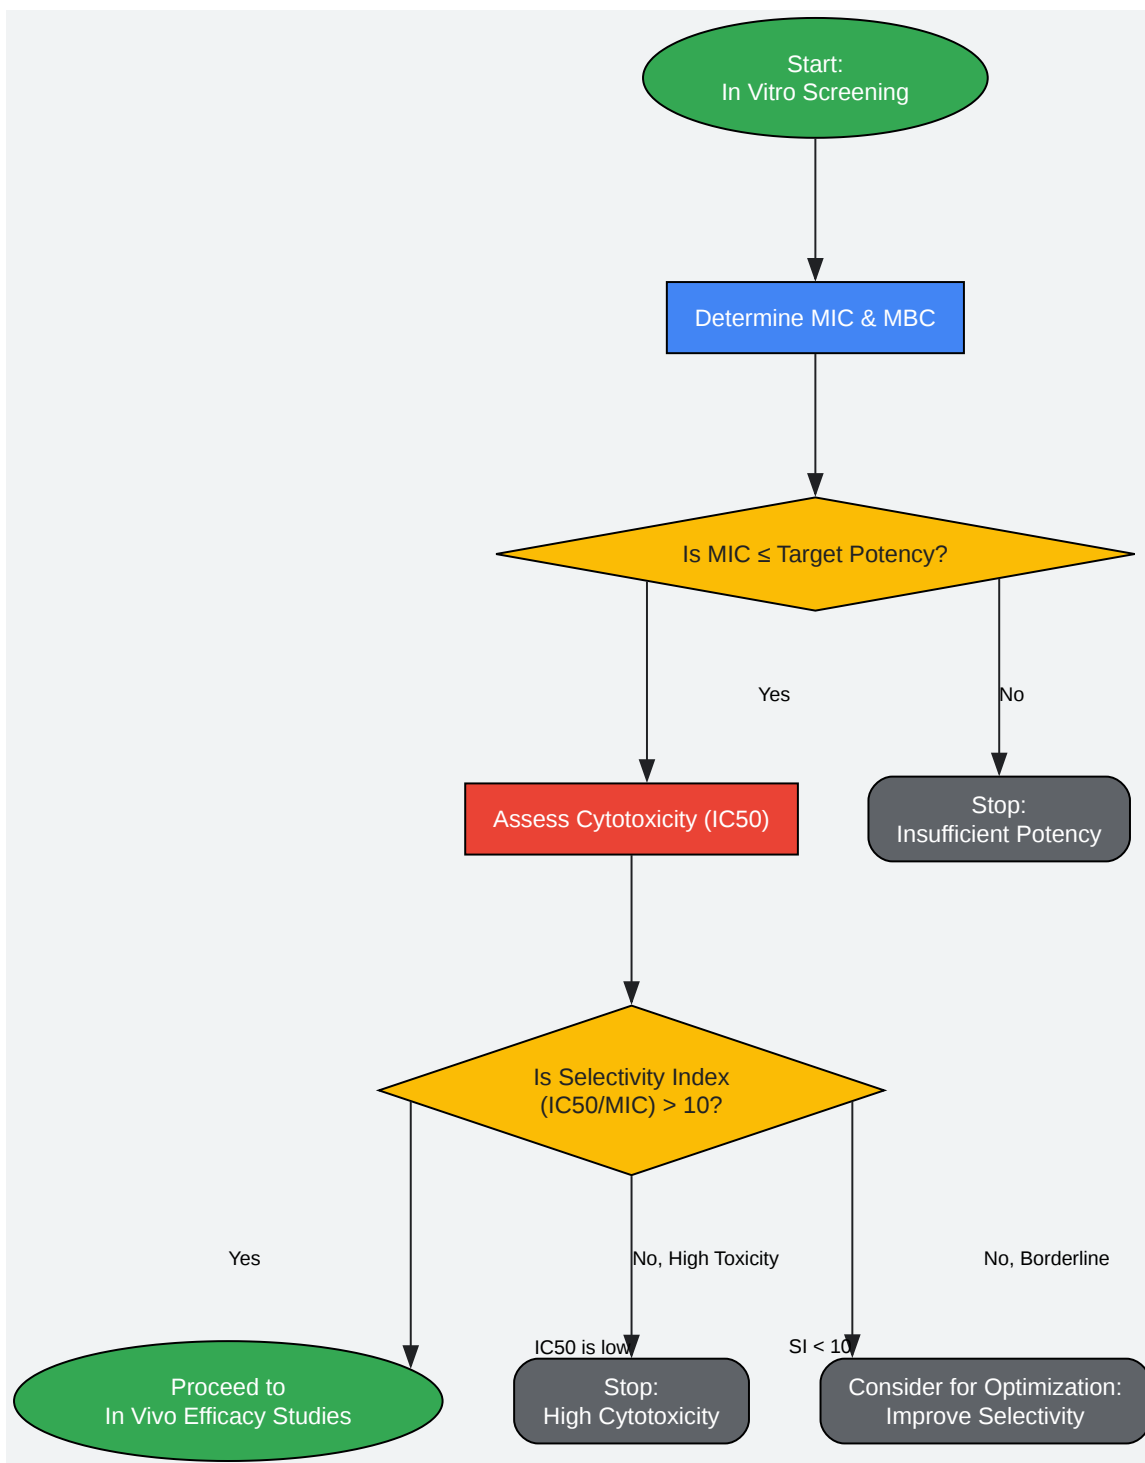 Start:
In Vitro Screening
Determine MIC & MBC
Is MIC ≤ Target Potency?
Yes
No
Assess Cytotoxicity (IC50)
Stop:
Insufficient Potency
Is Selectivity Index
(IC50/MIC) > 10?
Yes
No, High Toxicity
No, Borderline
IC50 is low
SI < 10
Proceed to
In Vivo Efficacy Studies
Stop:
High Cytotoxicity
Consider for Optimization:
Improve Selectivity